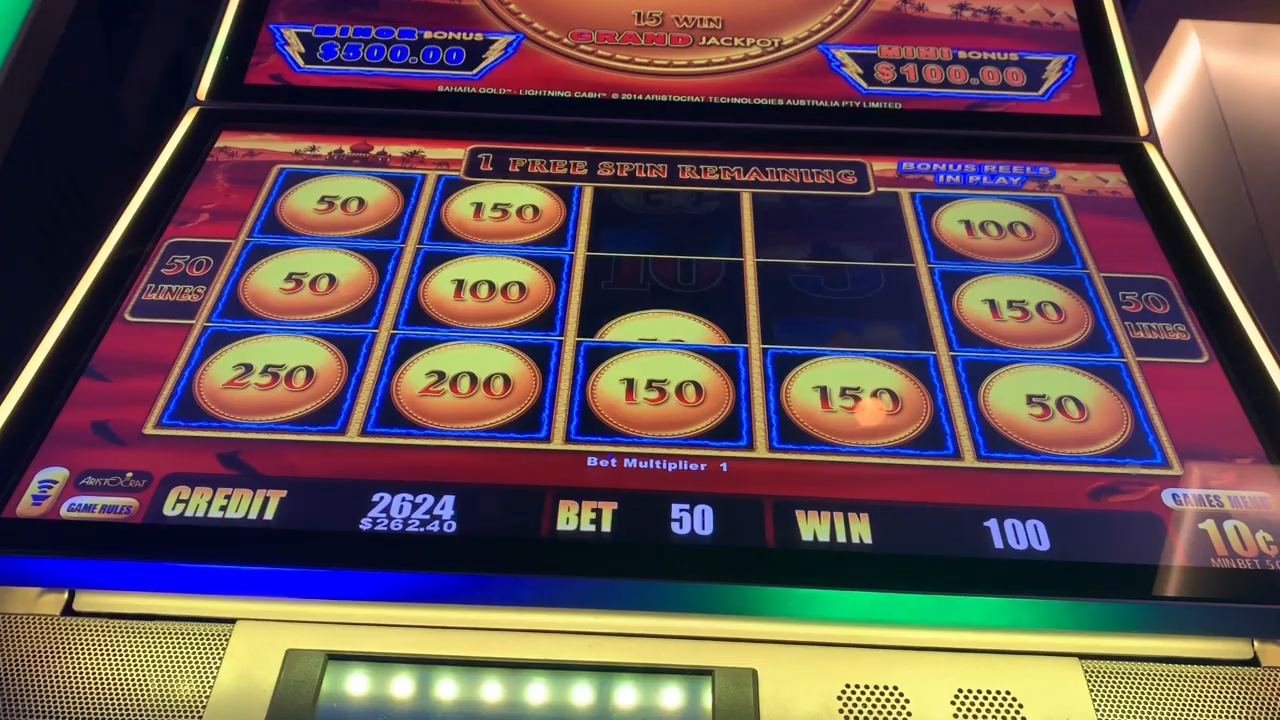 15 WIN
GRAND JACKPOT
MINOR BONUS
$500.00
MINI BONUS
$100.00
SAHARA GOLD™ - LIGHTNING CASH™ © 2014 ARISTOCRAT TECHNOLOGIES AUSTRALIA PTY LIMITED
1 FREE SPIN REMAINING
BONUS REELS
IN PLAY
50 150 100
50 100 10 150
250 200 150 150 50
50
LINES
50
LINES
Bet Multiplier 1
ARISTOCRAT
GAME RULES
CREDIT 2624
$262.40
BET 50
WIN 100
GAMES MENU
10¢
MIN BET